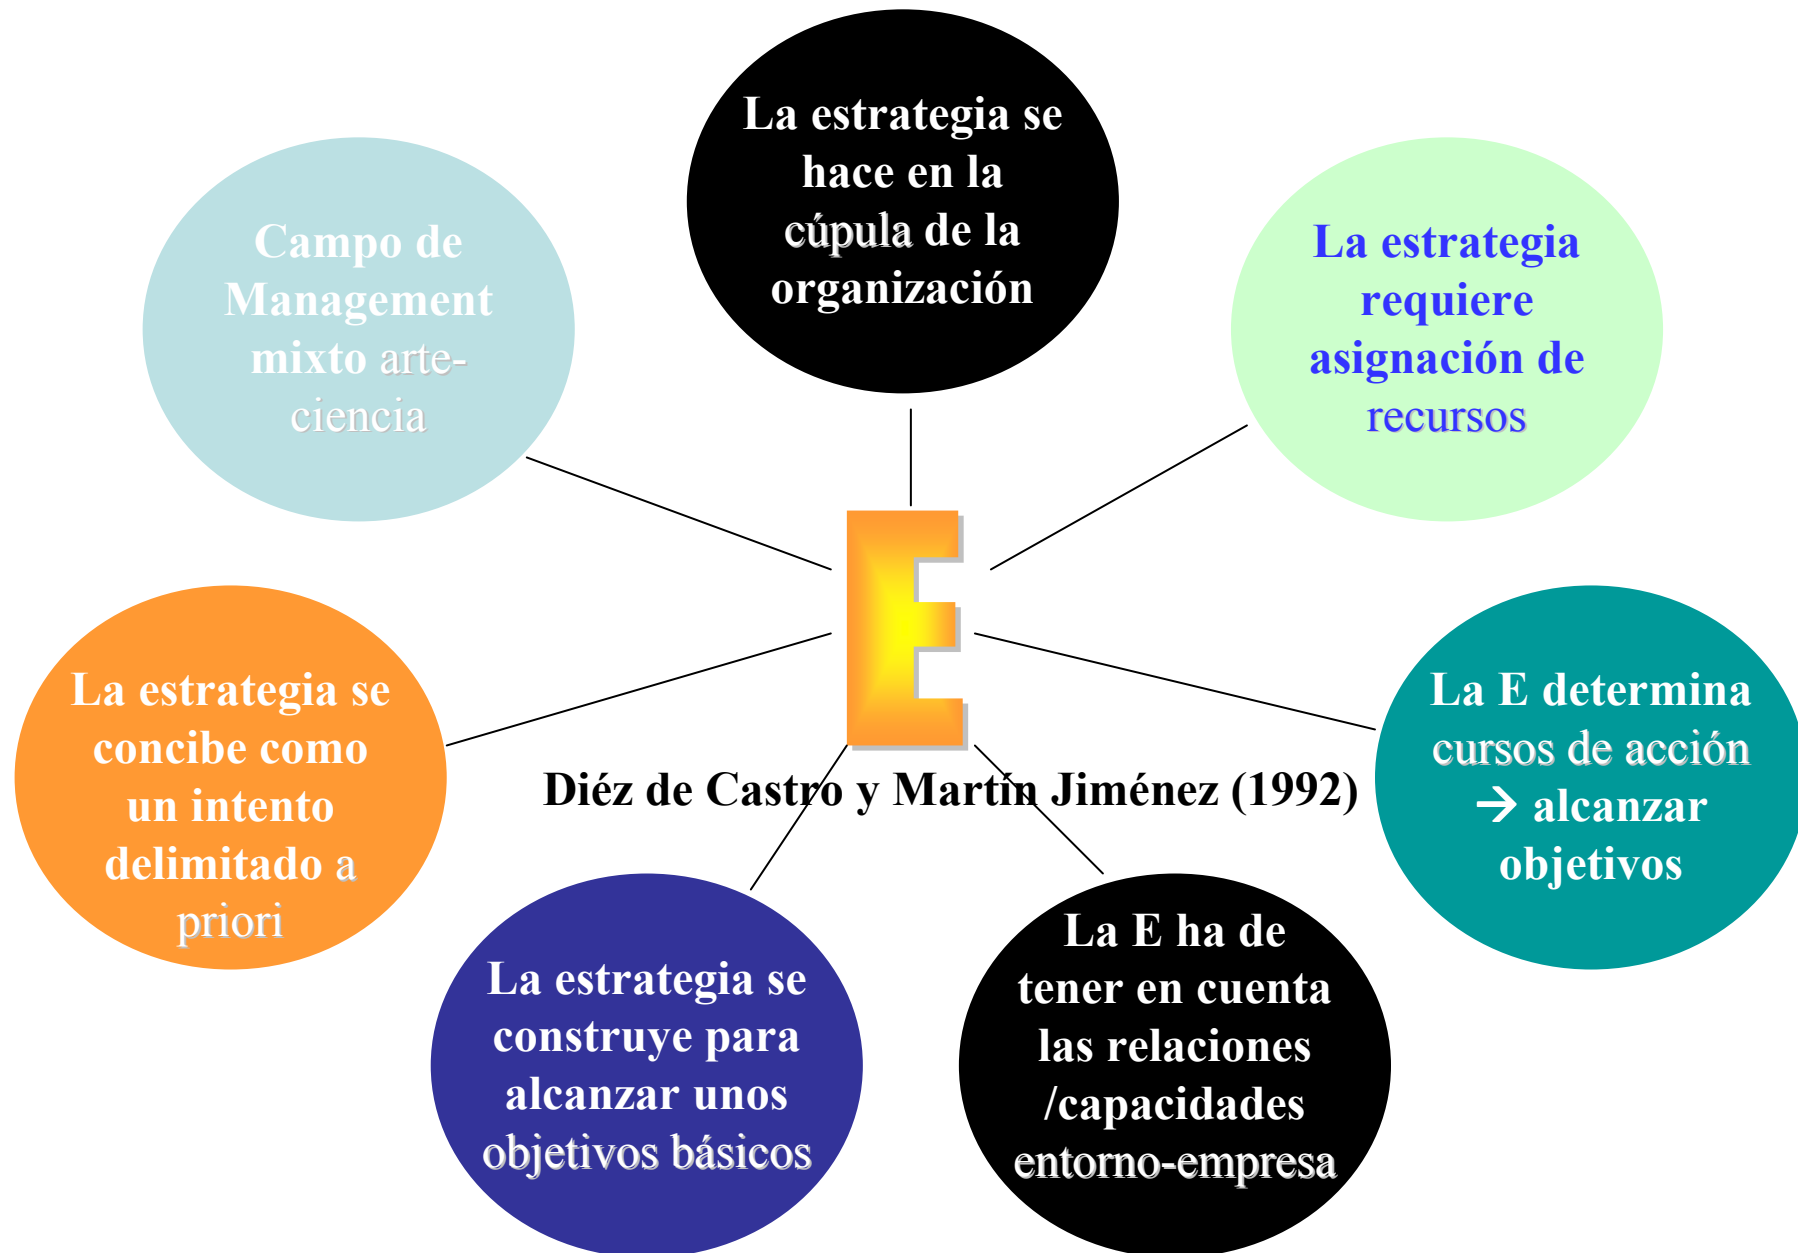 La estrategia se
hace en la
cúpula de la
organización
Campo de
Management
mixto arte-
ciencia
La estrategia
requiere
asignación de
recursos
E
La estrategia se
concibe como
un intento
delimitado a
priori
La E determina
cursos de acción
→ alcanzar
objetivos
Diéz de Castro y Martín Jiménez (1992)
La estrategia se
construye para
alcanzar unos
objetivos básicos
La E ha de
tener en cuenta
las relaciones
/capacidades
entorno-empresa